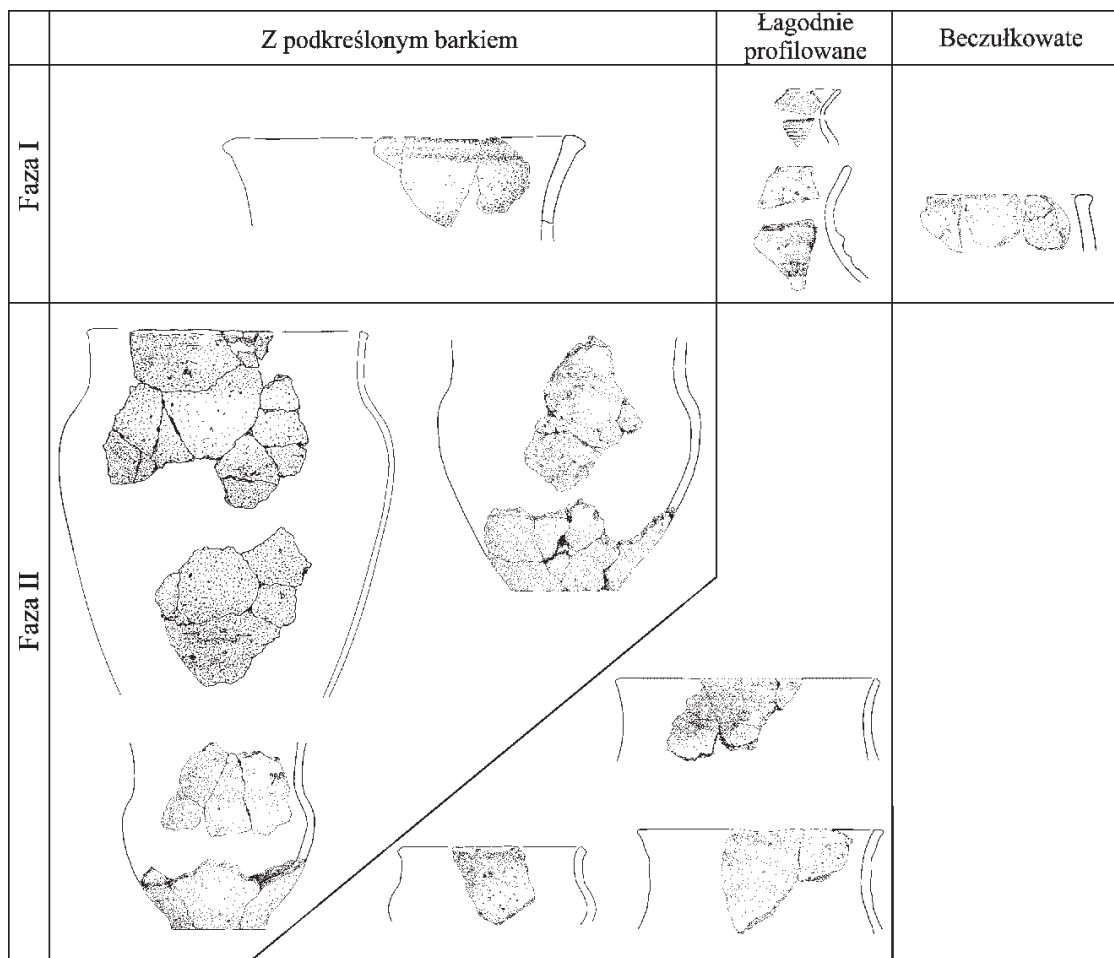 Z podkreślonym barkiem
Łagodnie
profilowane
Beczułkowate
Faza I
Faza II